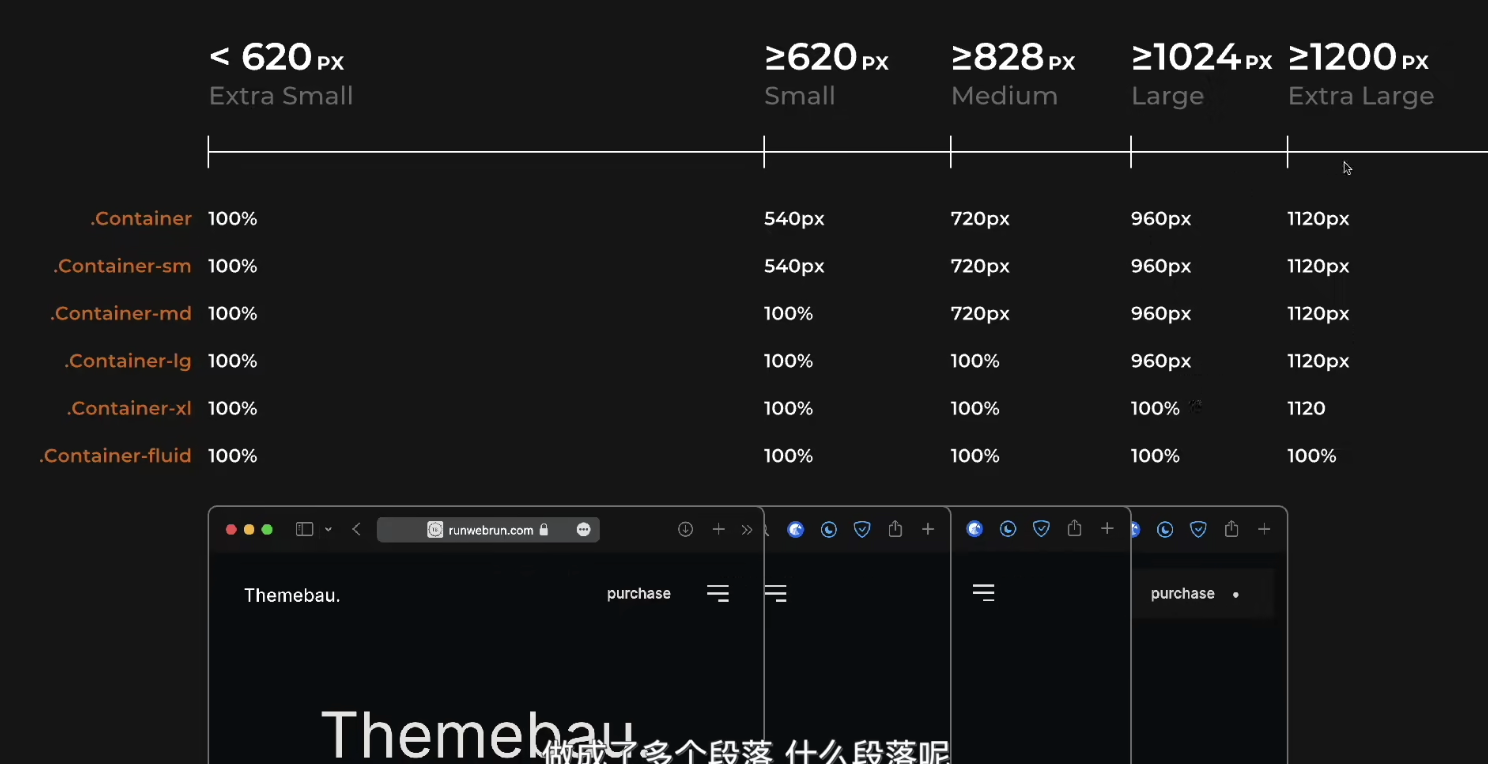 < 620 PX ≥620 PX ≥828 PX ≥1024 PX ≥1200 PX
Extra Small Small Medium Large Extra Large
.Container 100% 540px 720px 960px 1120px
.Container-sm 100% 540px 720px 960px 1120px
.Container-md 100% 100% 720px 960px 1120px
.Container-lg 100% 100% 100% 960px 1120px
.Container-xl 100% 100% 100% 100% 1120
.Container-fluid 100% 100% 100% 100% 100%
runwebrun.com
Themebau. purchase purchase
Themebau.
做成了多个段落 什么段落呢